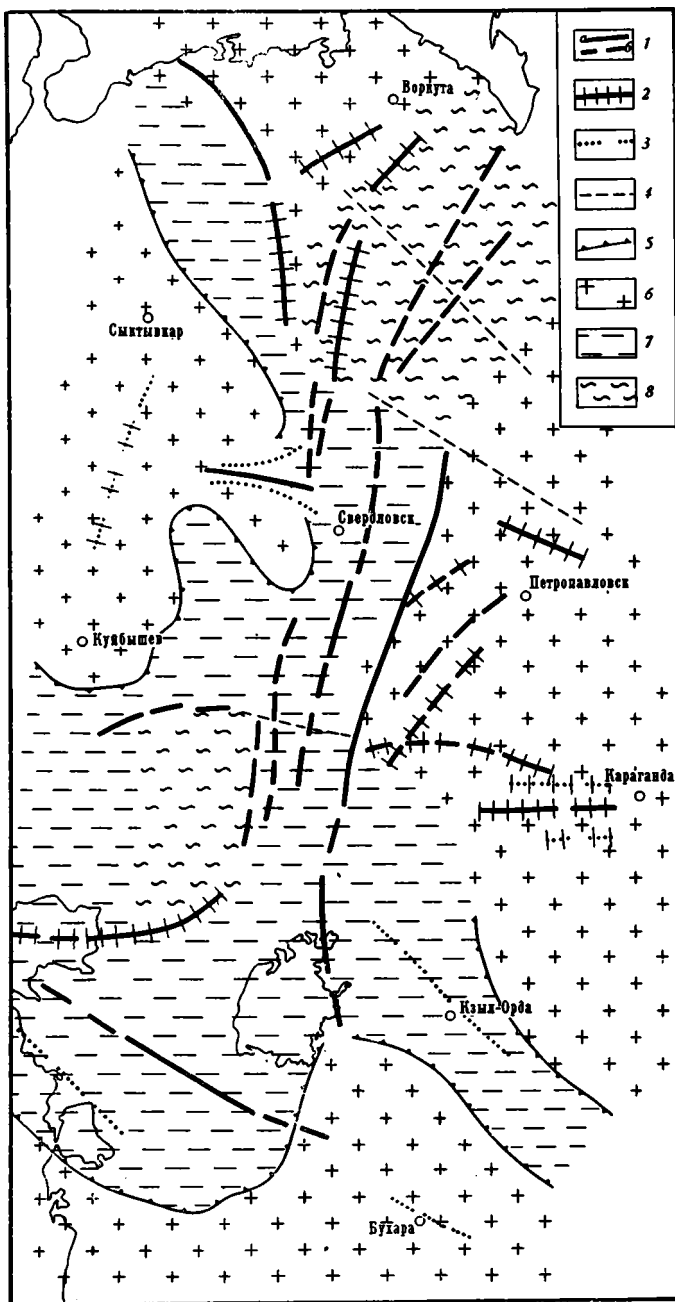 Воркута
Сыктывкар
Свердловск
Петропавловск
Куйбышев
Караганда
Кзыл-Орда
Бухара
а
б
1
2
3
4
5
6
7
8